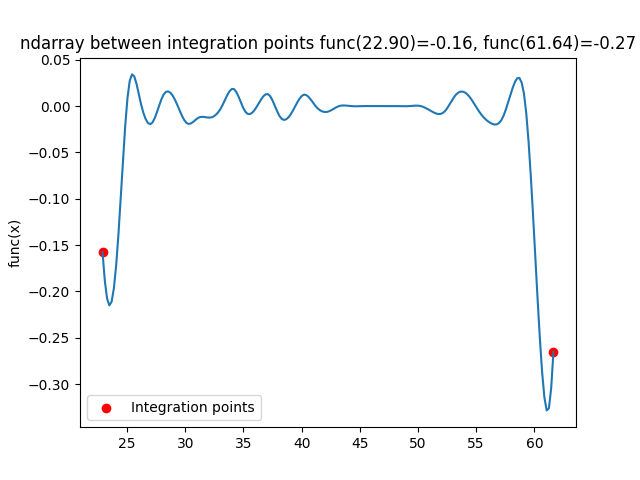 ndarray between integration points func(22.90)=-0.16, func(61.64)=-0.27
0.05
0.00
−0.05
−0.10
−0.15
−0.20
−0.25
−0.30
func(x)
Integration points
25 30 35 40 45 50 55 60